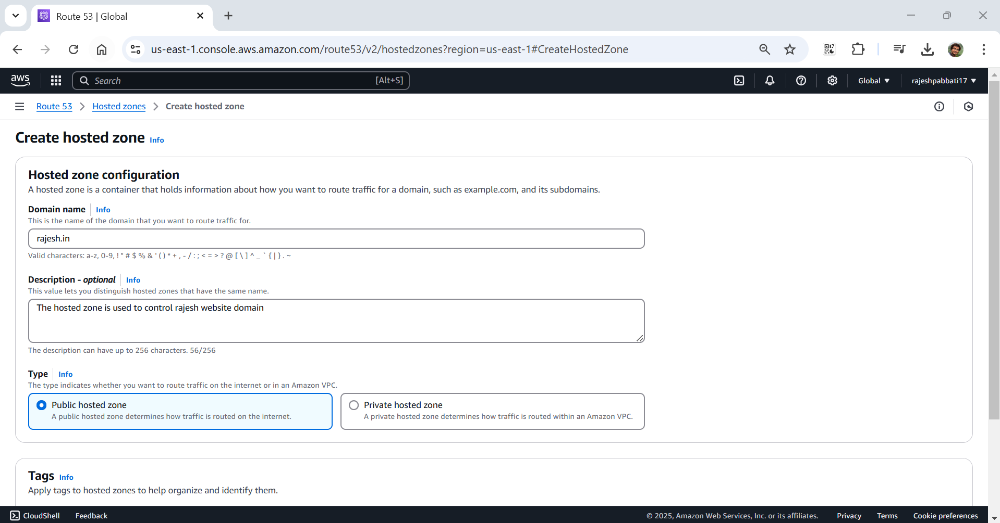 Route 53 | Global
us-east-1.console.aws.amazon.com/route53/v2/hostedzones?region=us-east-1#CreateHostedZone
aws
Search [Alt+S]
Global ▼ rajeshpabbati17 ▼
Route 53 > Hosted zones > Create hosted zone
Create hosted zone Info
Hosted zone configuration
A hosted zone is a container that holds information about how you want to route traffic for a domain, such as example.com, and its subdomains.
Domain name Info
This is the name of the domain that you want to route traffic for.
rajesh.in
Valid characters: a-z, 0-9, ! " # $ % & ' ( ) * + , - / : ; < = > ? @ [ \ ] ^ _ ` { | } . ~
Description - optional Info
This value lets you distinguish hosted zones that have the same name.
The hosted zone is used to control rajesh website domain
The description can have up to 256 characters. 56/256
Type Info
The type indicates whether you want to route traffic on the internet or in an Amazon VPC.
Public hosted zone
A public hosted zone determines how traffic is routed on the internet.
Private hosted zone
A private hosted zone determines how traffic is routed within an Amazon VPC.
Tags Info
Apply tags to hosted zones to help organize and identify them.
CloudShell Feedback © 2025, Amazon Web Services, Inc. or its affiliates. Privacy Terms Cookie preferences